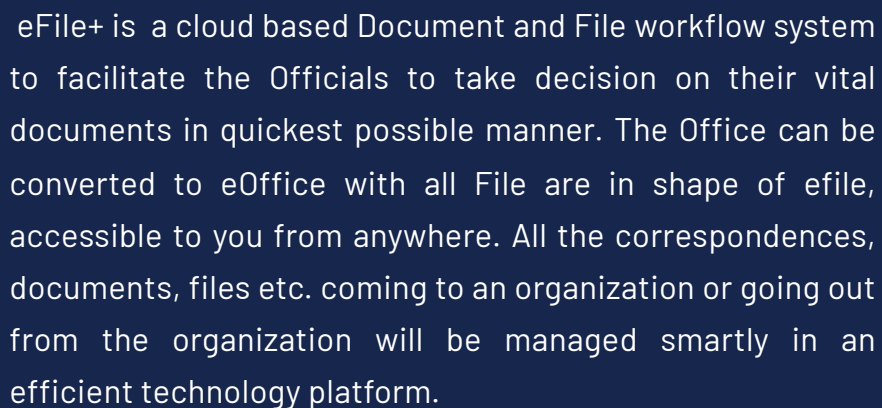 eFile+ is a cloud based Document and File workflow system
to facilitate the Officials to take decision on their vital
documents in quickest possible manner. The Office can be
converted to eOffice with all File are in shape of efile,
accessible to you from anywhere. All the correspondences,
documents, files etc. coming to an organization or going out
from the organization will be managed smartly in an
efficient technology platform.